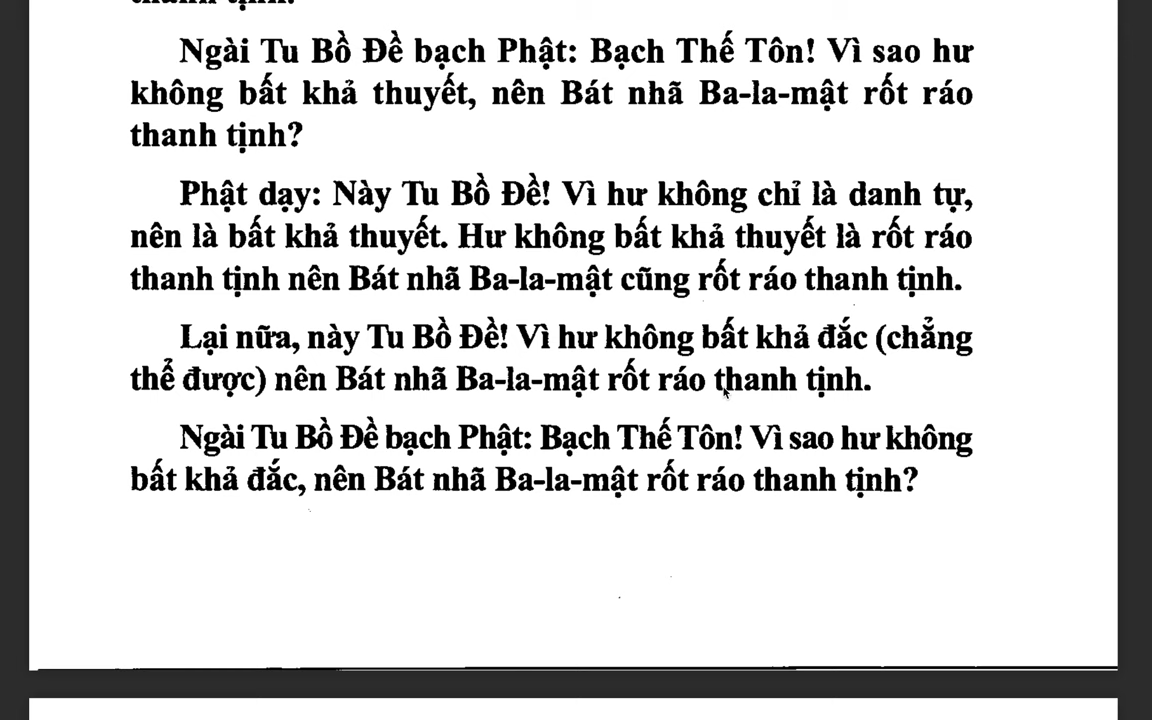 thanh tịnh.
Ngài Tu Bồ Đề bạch Phật: Bạch Thế Tôn! Vì sao hư
không bất khả thuyết, nên Bát nhã Ba-la-mật rốt ráo
thanh tịnh?
Phật dạy: Này Tu Bồ Đề! Vì hư không chỉ là danh tự,
nên là bất khả thuyết. Hư không bất khả thuyết là rốt ráo
thanh tịnh nên Bát nhã Ba-la-mật cũng rốt ráo thanh tịnh.
Lại nữa, này Tu Bồ Đề! Vì hư không bất khả đắc (chẳng
thể được) nên Bát nhã Ba-la-mật rốt ráo thanh tịnh.
Ngài Tu Bồ Đề bạch Phật: Bạch Thế Tôn! Vì sao hư không
bất khả đắc, nên Bát nhã Ba-la-mật rốt ráo thanh tịnh?